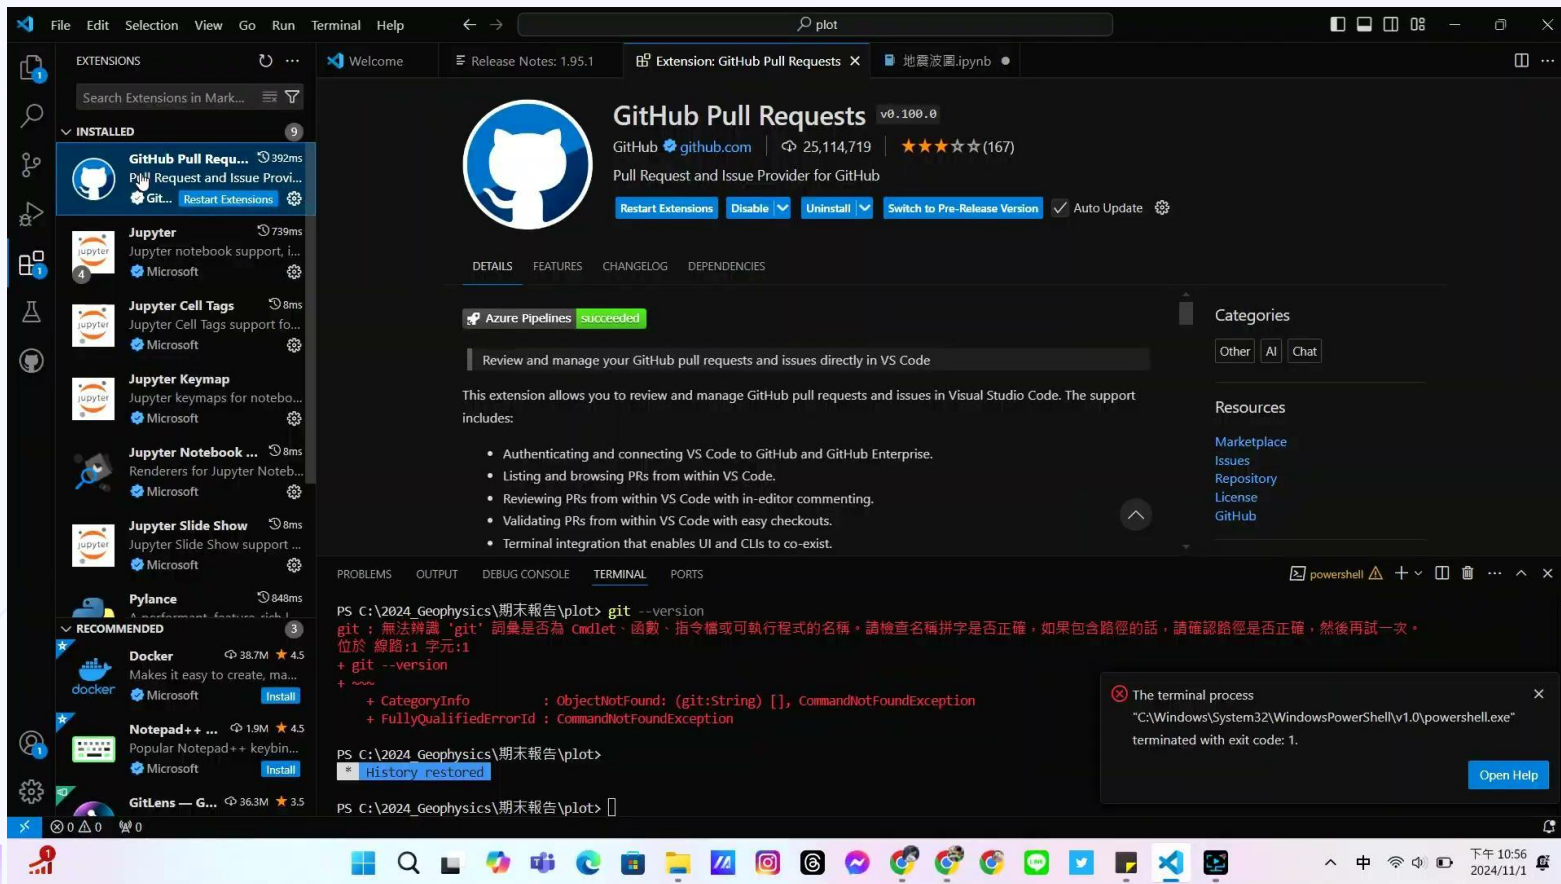 File Edit Selection View Go Run Terminal Help
plot
EXTENSIONS
Search Extensions in Mark...
INSTALLED 9
GitHub Pull Requ... 392ms
Pull Request and Issue Provi...
Git... Restart Extensions
Jupyter 739ms
Jupyter notebook support, i...
Microsoft
4
Jupyter Cell Tags 8ms
Jupyter Cell Tags support fo...
Microsoft
Jupyter Keymap
Jupyter keymaps for notebo...
Microsoft
Jupyter Notebook ... 8ms
Renderers for Jupyter Noteb...
Microsoft
Jupyter Slide Show 8ms
Jupyter Slide Show support ...
Microsoft
Pylance 848ms
RECOMMENDED 3
Docker 38.7M 4.5
Makes it easy to create, ma...
Microsoft Install
Notepad++ ... 1.9M 4.5
Popular Notepad++ keybin...
Microsoft Install
GitLens — G... 36.3M 3.5
Welcome
Release Notes: 1.95.1
Extension: GitHub Pull Requests
地震波圖.ipynb
GitHub Pull Requests v0.100.0
GitHub github.com 25,114,719 (167)
Pull Request and Issue Provider for GitHub
Restart Extensions Disable Uninstall Switch to Pre-Release Version Auto Update
DETAILS FEATURES CHANGELOG DEPENDENCIES
Azure Pipelines succeeded
Review and manage your GitHub pull requests and issues directly in VS Code
This extension allows you to review and manage GitHub pull requests and issues in Visual Studio Code. The support
includes:
• Authenticating and connecting VS Code to GitHub and GitHub Enterprise.
• Listing and browsing PRs from within VS Code.
• Reviewing PRs from within VS Code with in-editor commenting.
• Validating PRs from within VS Code with easy checkouts.
• Terminal integration that enables UI and CLIs to co-exist.
Categories
Other AI Chat
Resources
Marketplace
Issues
Repository
License
GitHub
PROBLEMS OUTPUT DEBUG CONSOLE TERMINAL PORTS
powershell
PS C:\2024_Geophysics\期末報告\plot> git --version
git : 無法辨識 'git' 詞彙是否為 Cmdlet、函數、指令檔或可執行程式的名稱。請檢查名稱拼字是否正確，如果包含路徑的話，請確認路徑是否正確，然後再試一次。
位於 線路:1 字元:1
+ git --version
+ ~~~
+ CategoryInfo : ObjectNotFound: (git:String) [], CommandNotFoundException
+ FullyQualifiedErrorId : CommandNotFoundException
PS C:\2024_Geophysics\期末報告\plot>
* History restored
PS C:\2024_Geophysics\期末報告\plot>
The terminal process
"C:\Windows\System32\WindowsPowerShell\v1.0\powershell.exe"
terminated with exit code: 1.
Open Help
0 0 0
中
下午 10:56
2024/11/1